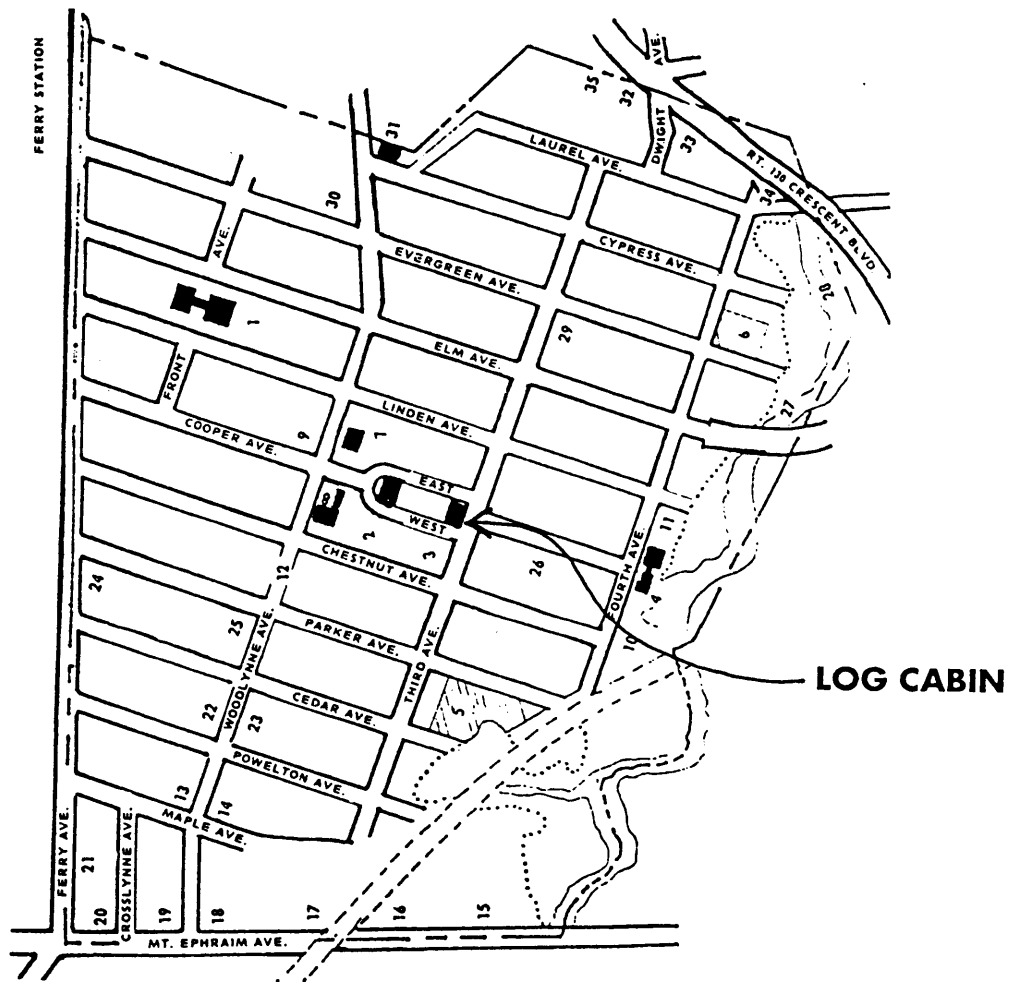 FERRY STATION
AVE.
35
32
31
DWIGHT
33
LAUREL AVE.
RT. 130 CRESCENT BLVD
34
30
AVE.
CYPRESS AVE.
EVERGREEN AVE.
28
1
29
6
ELM AVE.
FRONT
LINDEN AVE.
27
COOPER AVE.
9
7
EAST
8
WEST
11
2
3
CHESTNUT AVE.
26
FOURTH AVE.
24
12
4
25
PARKER AVE.
10
WOODLYNNE AVE.
THIRD AVE.
LOG CABIN
22
23
CEDAR AVE.
5
POWELTON AVE.
13
14
MAPLE AVE.
FERRY AVE.
21
CROSSLYNNE AVE.
20
19
18
17
16
15
MT. EPHRAIM AVE.